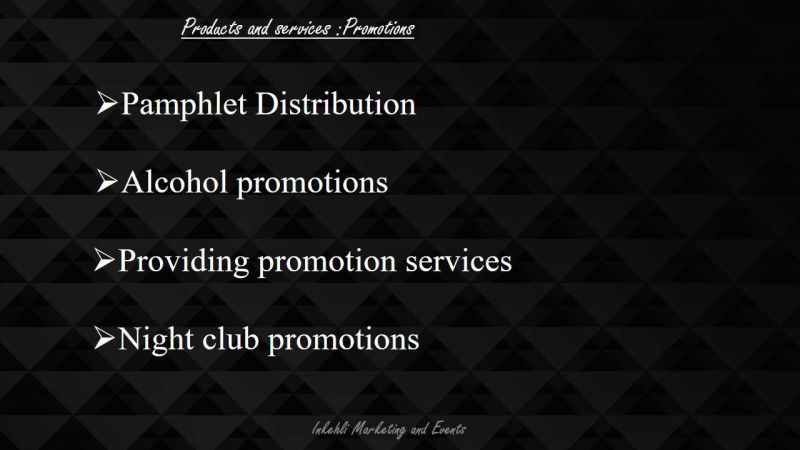 Products and services :Promotions
➢Pamphlet Distribution
➢Alcohol promotions
➢Providing promotion services
➢Night club promotions
Inkehli Marketing and Events